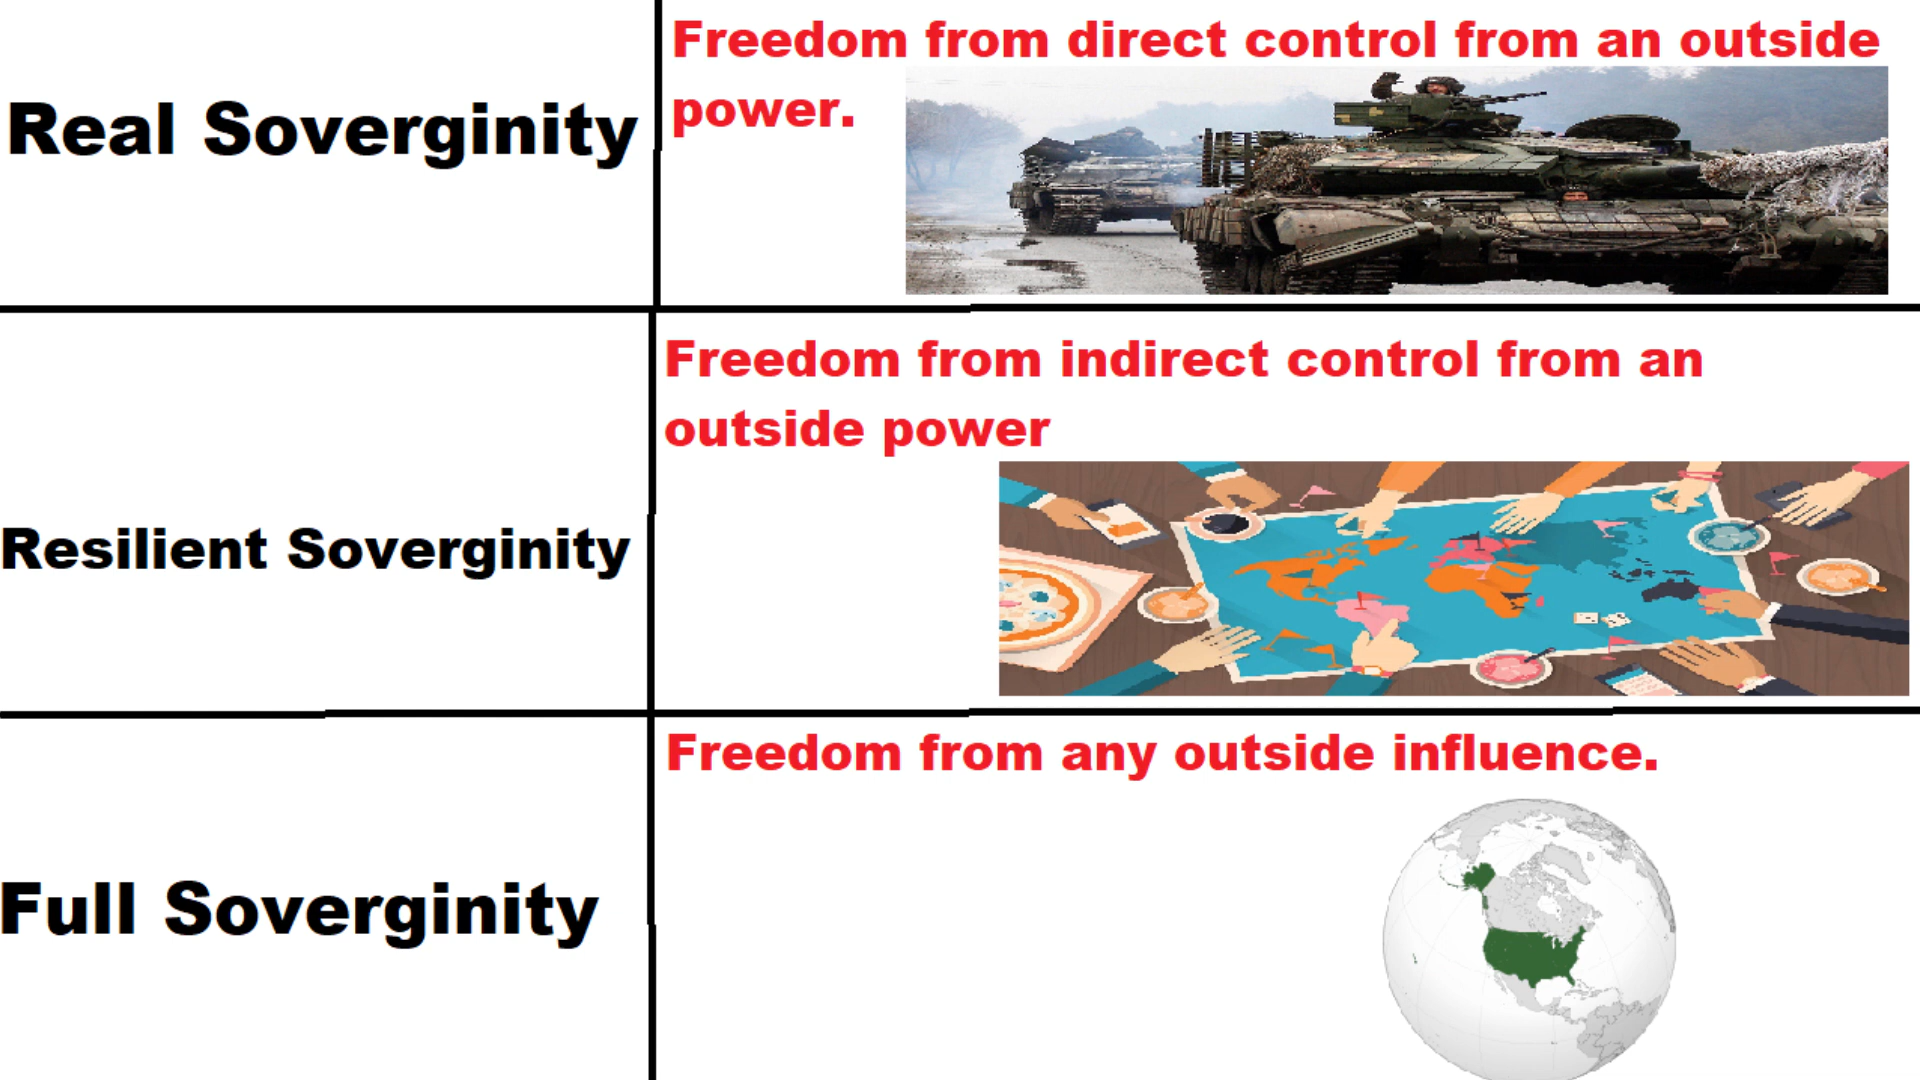 Real Soverginity
Freedom from direct control from an outside
power.
Resilient Soverginity
Freedom from indirect control from an
outside power
Full Soverginity
Freedom from any outside influence.